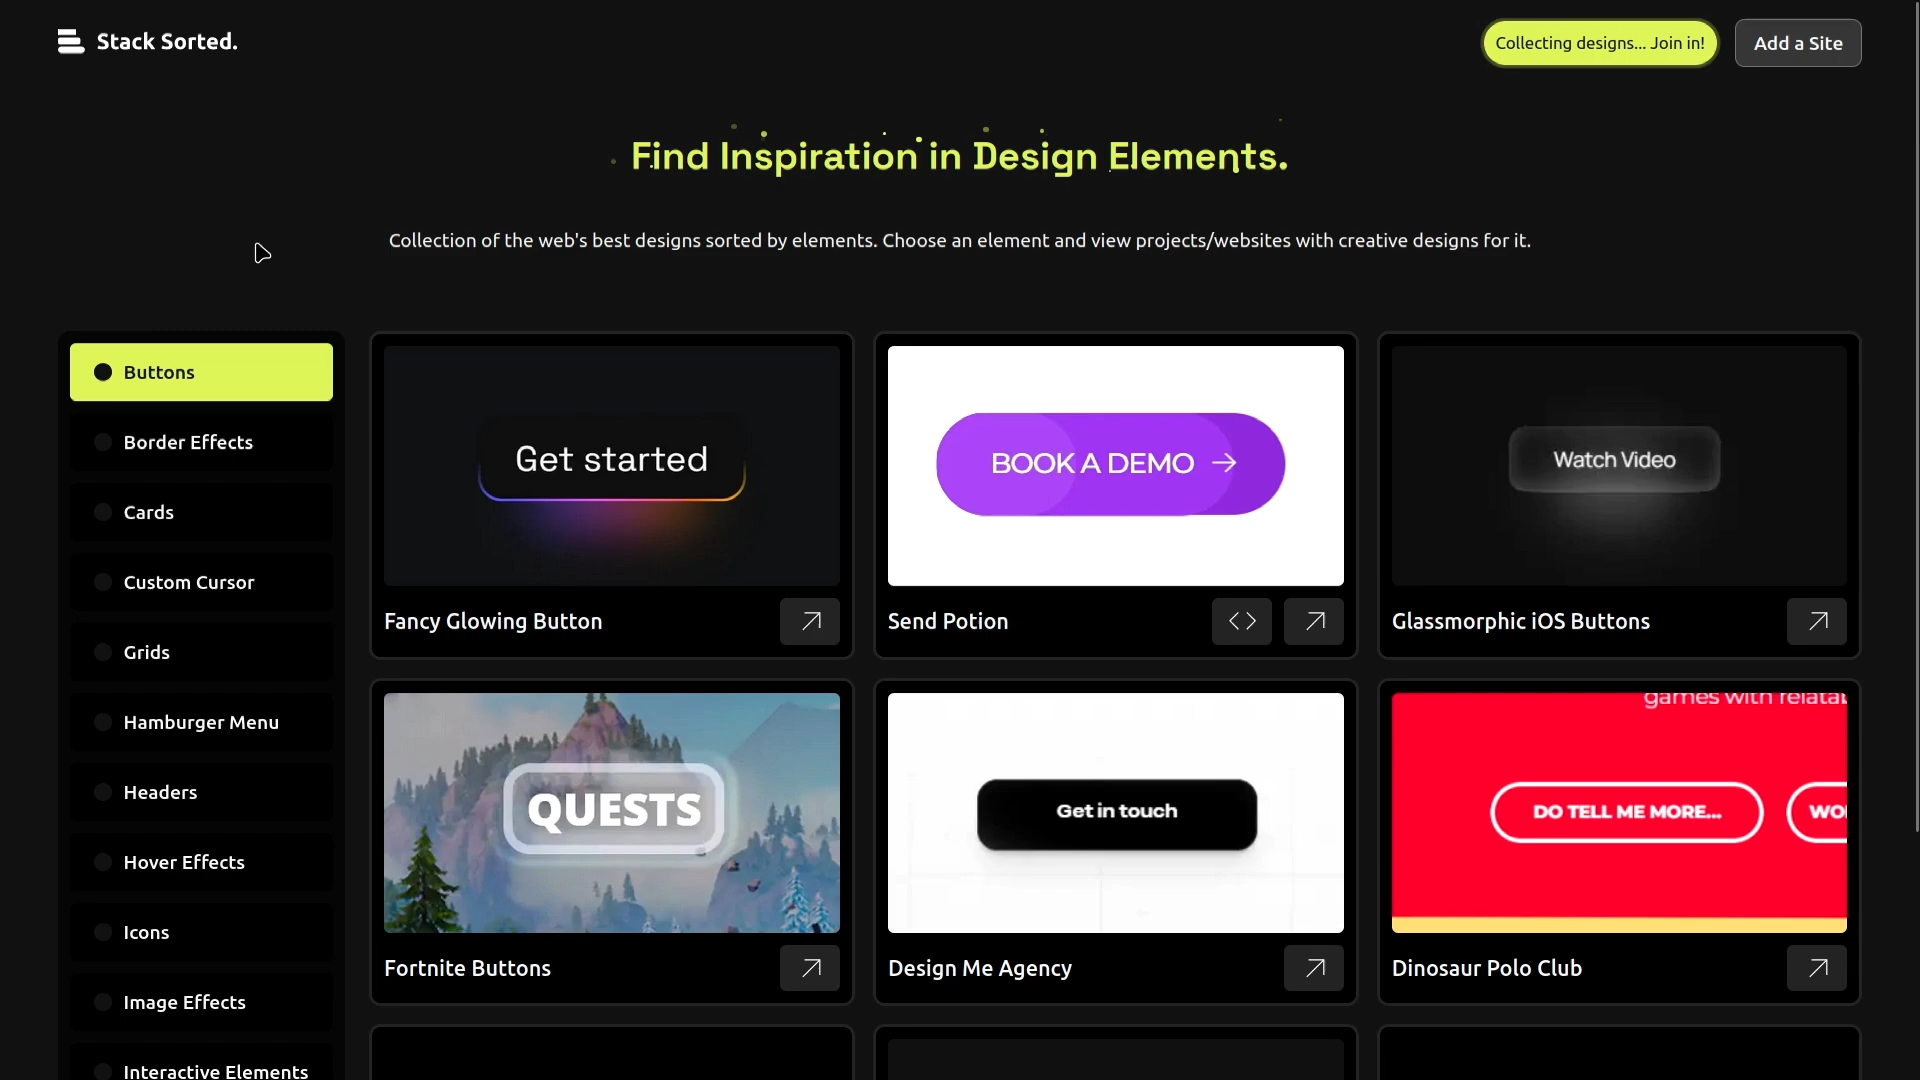 Stack Sorted.
Collecting designs... Join in!
Add a Site
Find Inspiration in Design Elements.
Collection of the web's best designs sorted by elements. Choose an element and view projects/websites with creative designs for it.
Buttons
Border Effects
Cards
Custom Cursor
Grids
Hamburger Menu
Headers
Hover Effects
Icons
Image Effects
Interactive Elements
Get started
Fancy Glowing Button
BOOK A DEMO
Send Potion
Watch Video
Glassmorphic iOS Buttons
QUESTS
Fortnite Buttons
Get in touch
Design Me Agency
games with
DO TELL ME MORE...
Dinosaur Polo Club